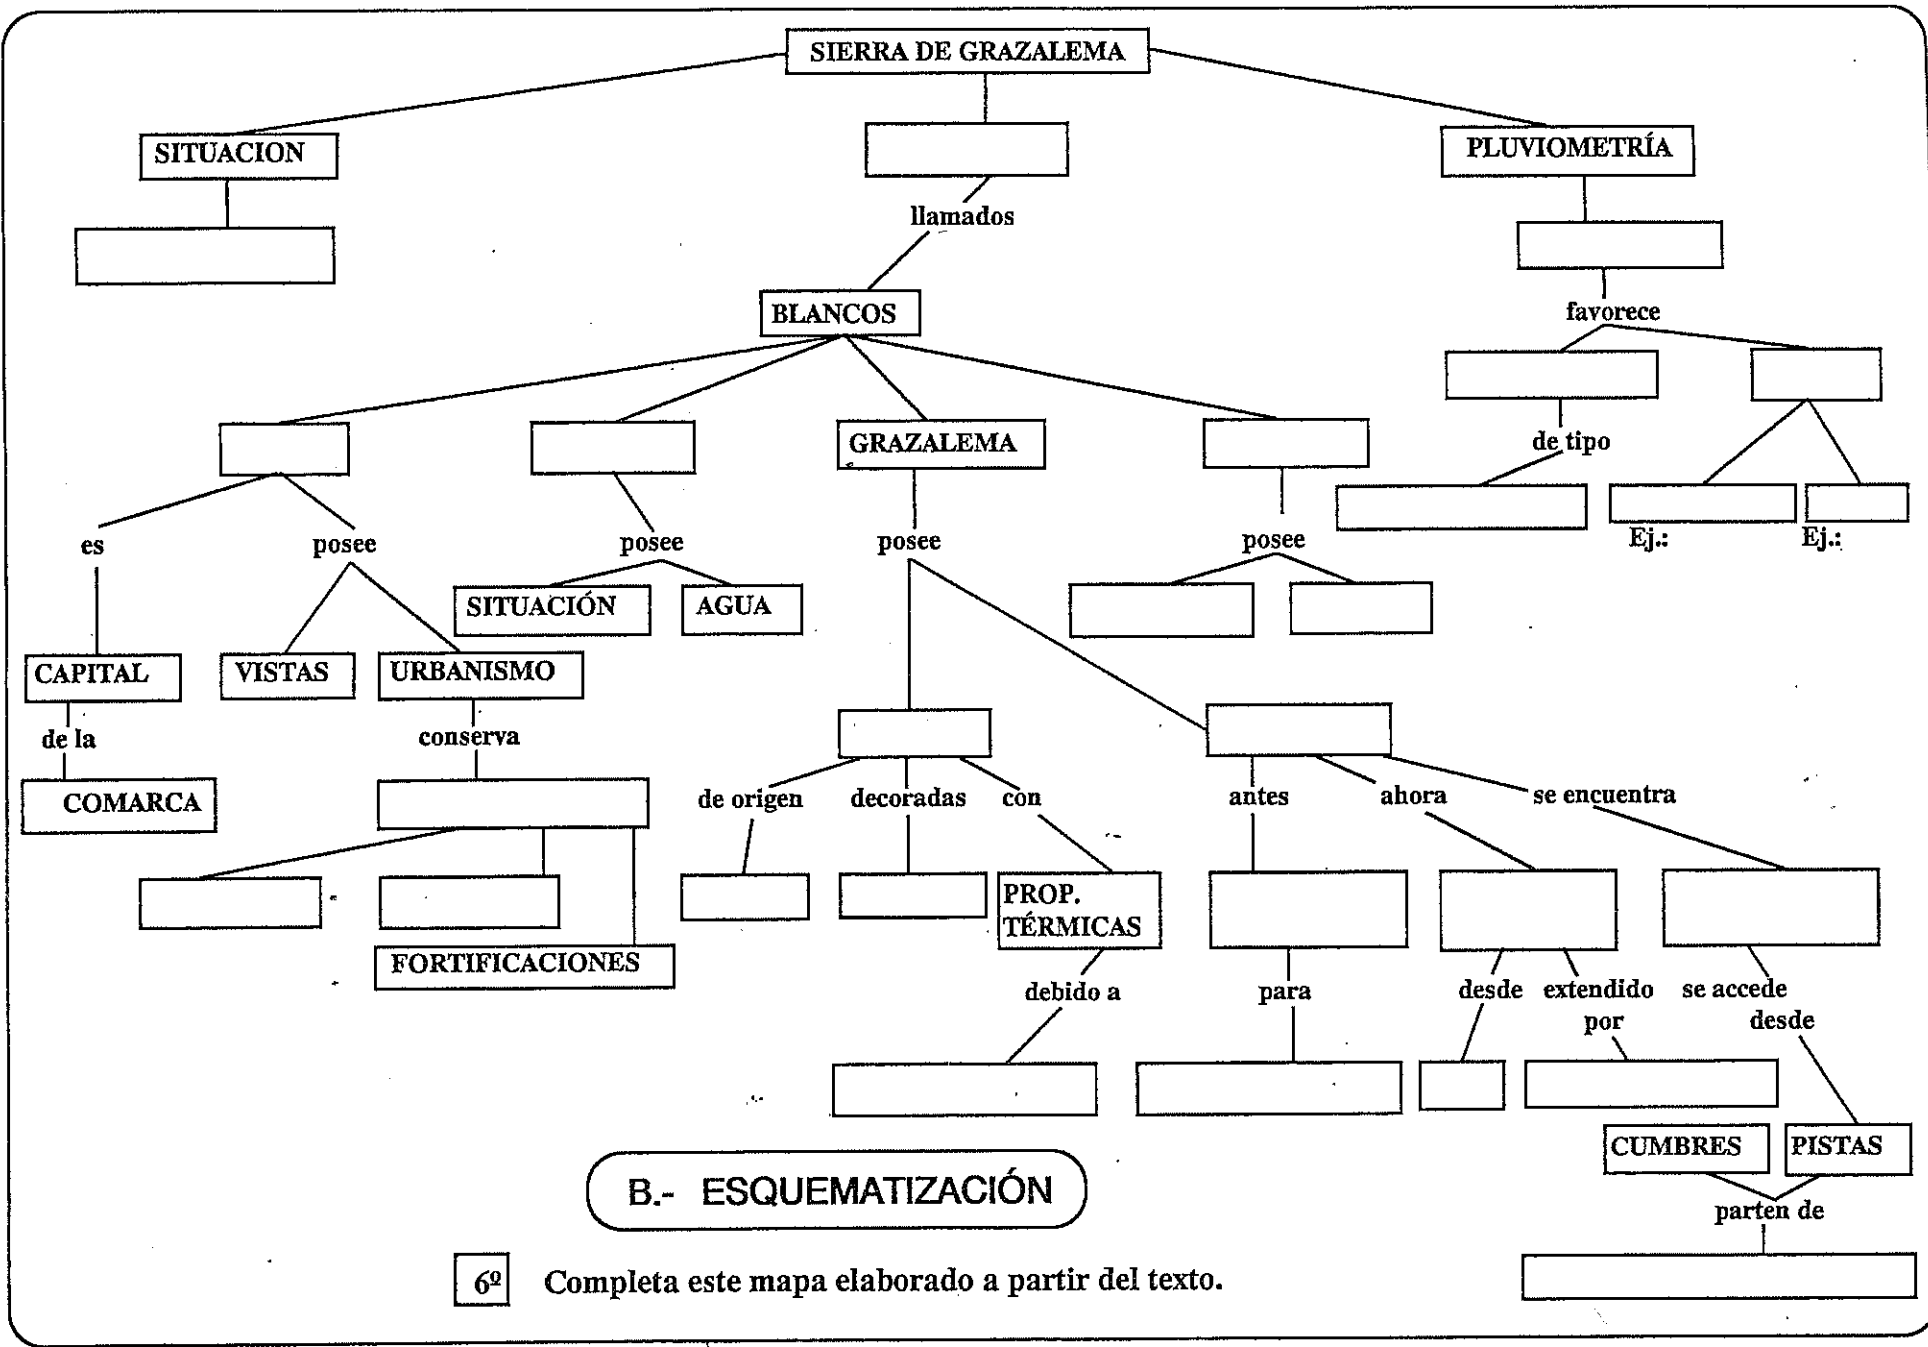 SIERRA DE GRAZALEMA
SITUACION
PLUVIOMETRÍA
llamados
BLANCOS
favorece
GRAZALEMA
de tipo
es
posee
posee
posee
posee
Ej.:
Ej.:
SITUACIÓN
AGUA
CAPITAL
VISTAS
URBANISMO
de la
conserva
COMARCA
de origen
decoradas
con
antes
ahora
se encuentra
PROP.
TÉRMICAS
FORTIFICACIONES
debido a
para
desde
extendido
por
se accede
desde
CUMBRES
PISTAS
parten de
B.- ESQUEMATIZACIÓN
6º Completa este mapa elaborado a partir del texto.